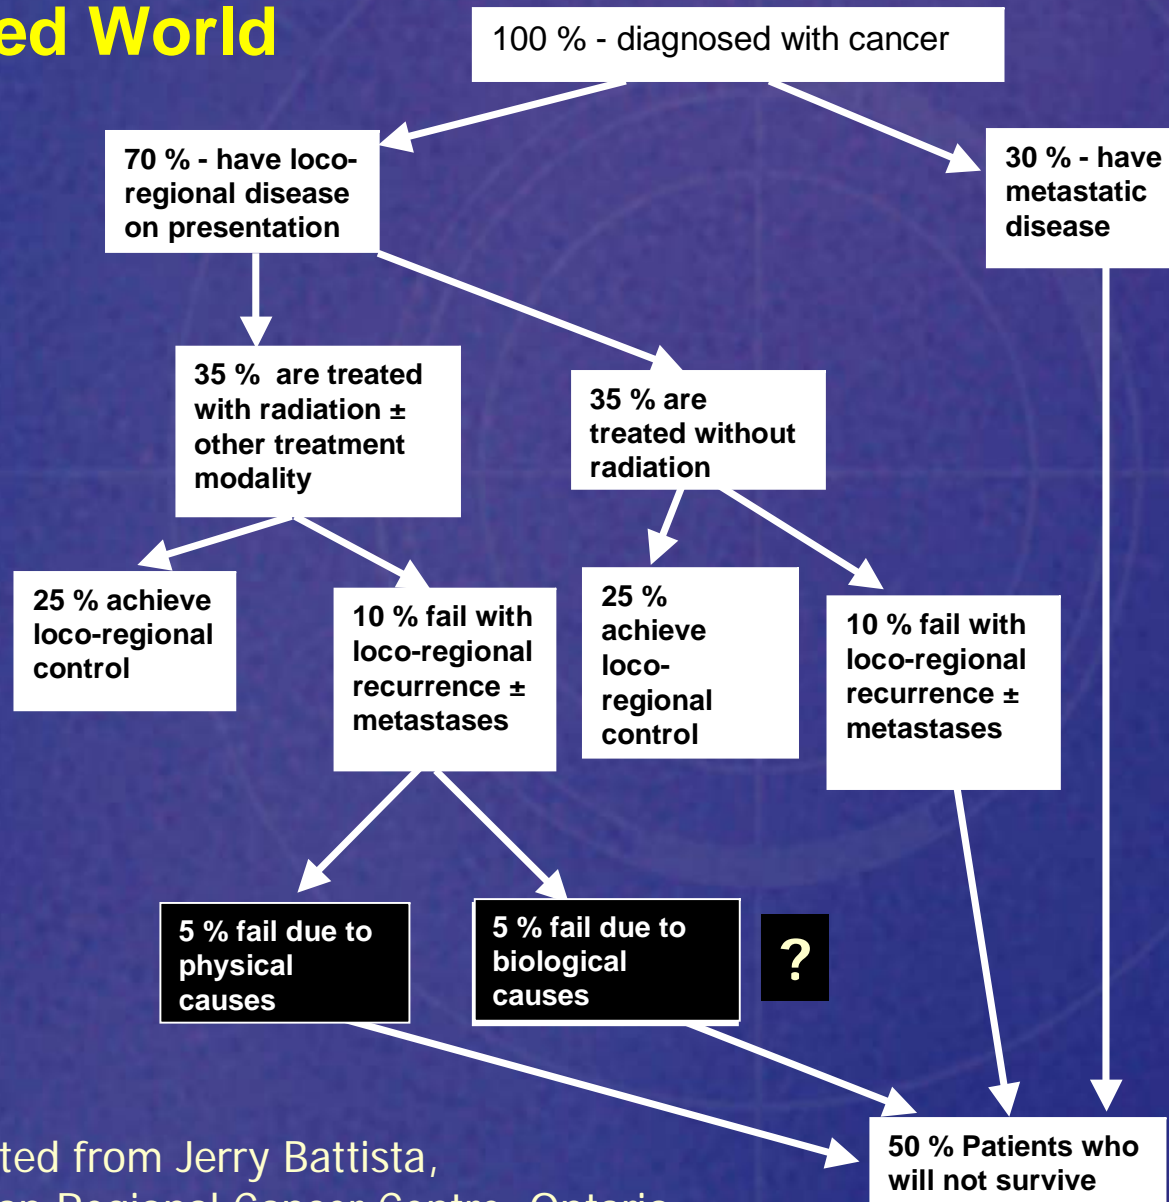 ed World
100 % - diagnosed with cancer
70 % - have loco-
regional disease
on presentation
30 % - have
metastatic
disease
35 %  are treated
with radiation ±
other treatment
modality
35 % are
treated without
radiation
25 % achieve
loco-regional
control
10 % fail with
loco-regional
recurrence ±
metastases
25 %
achieve
loco-
regional
control
10 % fail with
loco-regional
recurrence ±
metastases
5 % fail due to
physical
causes
5 % fail due to
biological
causes
?
50 % Patients who
will not survive
ted from Jerry Battista,
Regional Cancer Centre, Ontario